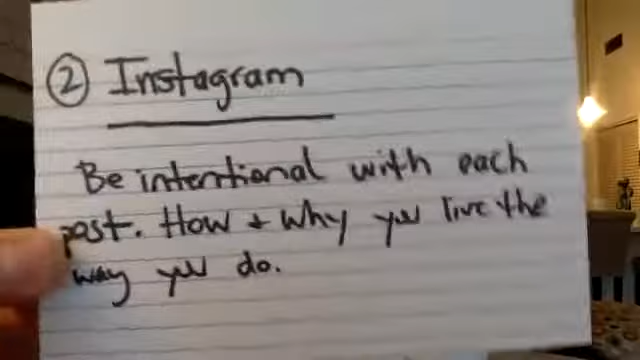 ② Instagram
Be intentional with each
post. How + why you live the
way you do.